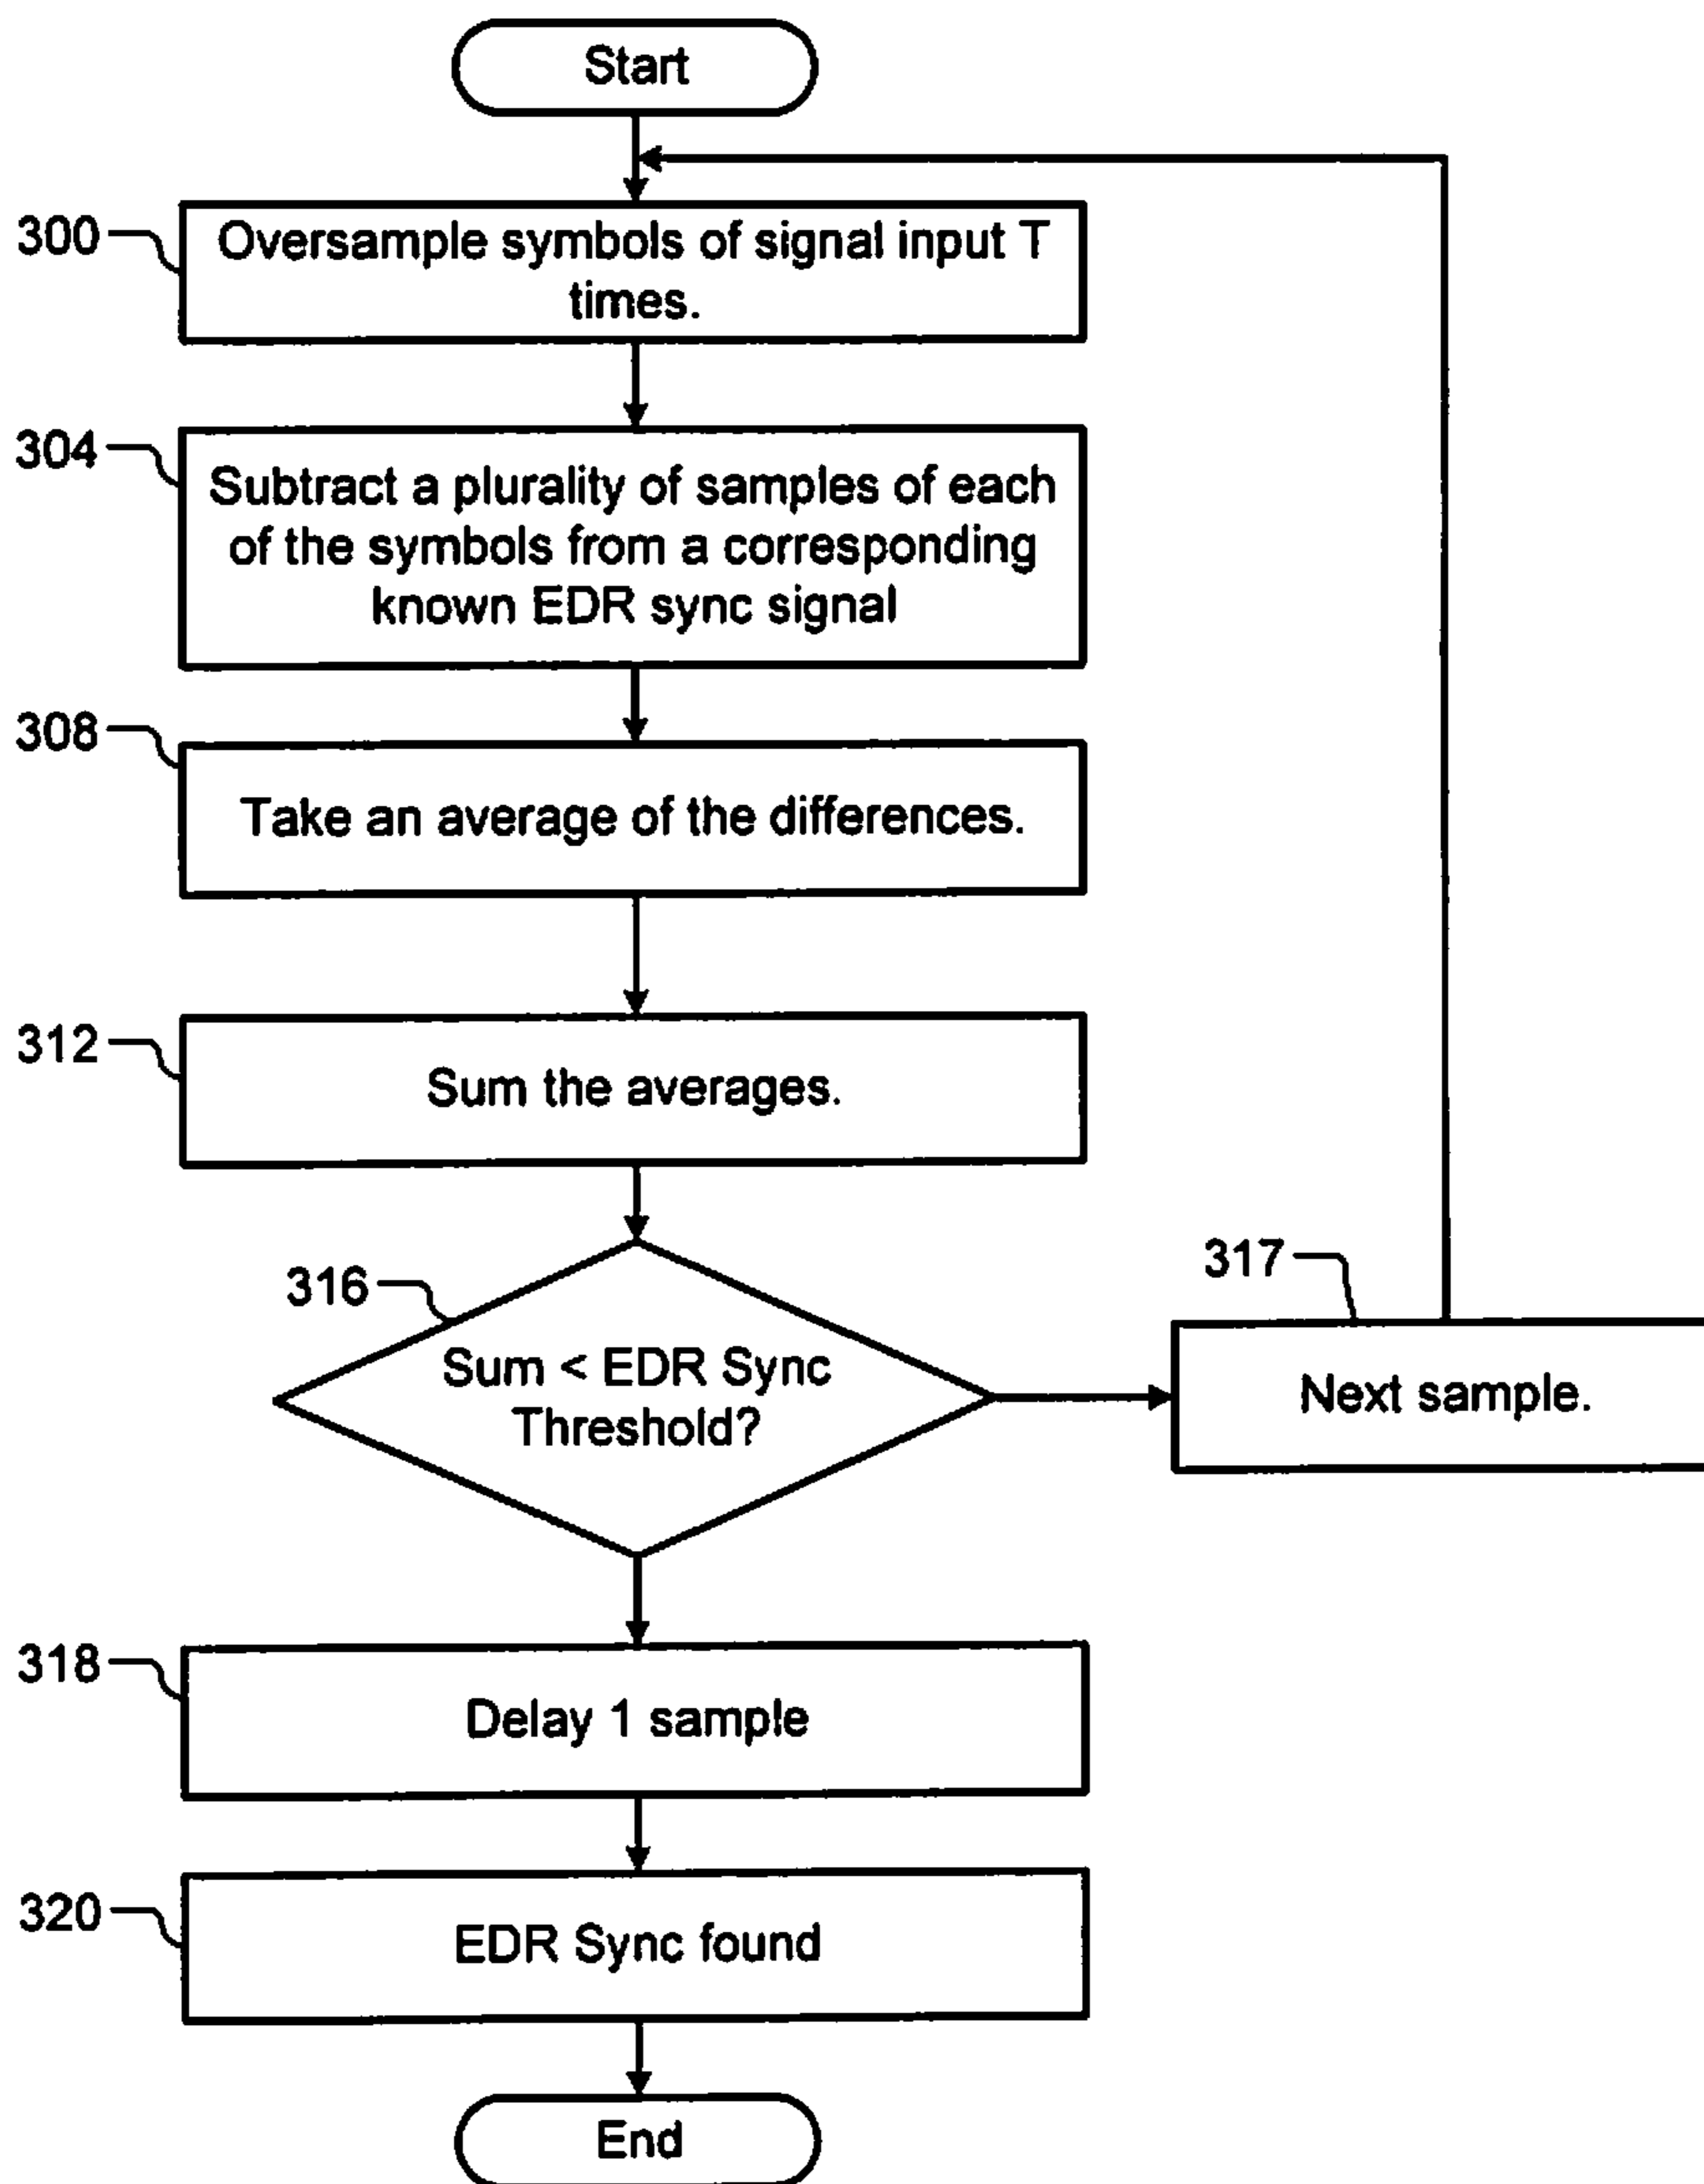 Start
300
Oversample symbols of signal input T
times.
304
Subtract a plurality of samples of each
of the symbols from a corresponding
known EDR sync signal
308
Take an average of the differences.
312
Sum the averages.
316
Sum < EDR Sync
Threshold?
317
Next sample.
318
Delay 1 sample
320
EDR Sync found
End